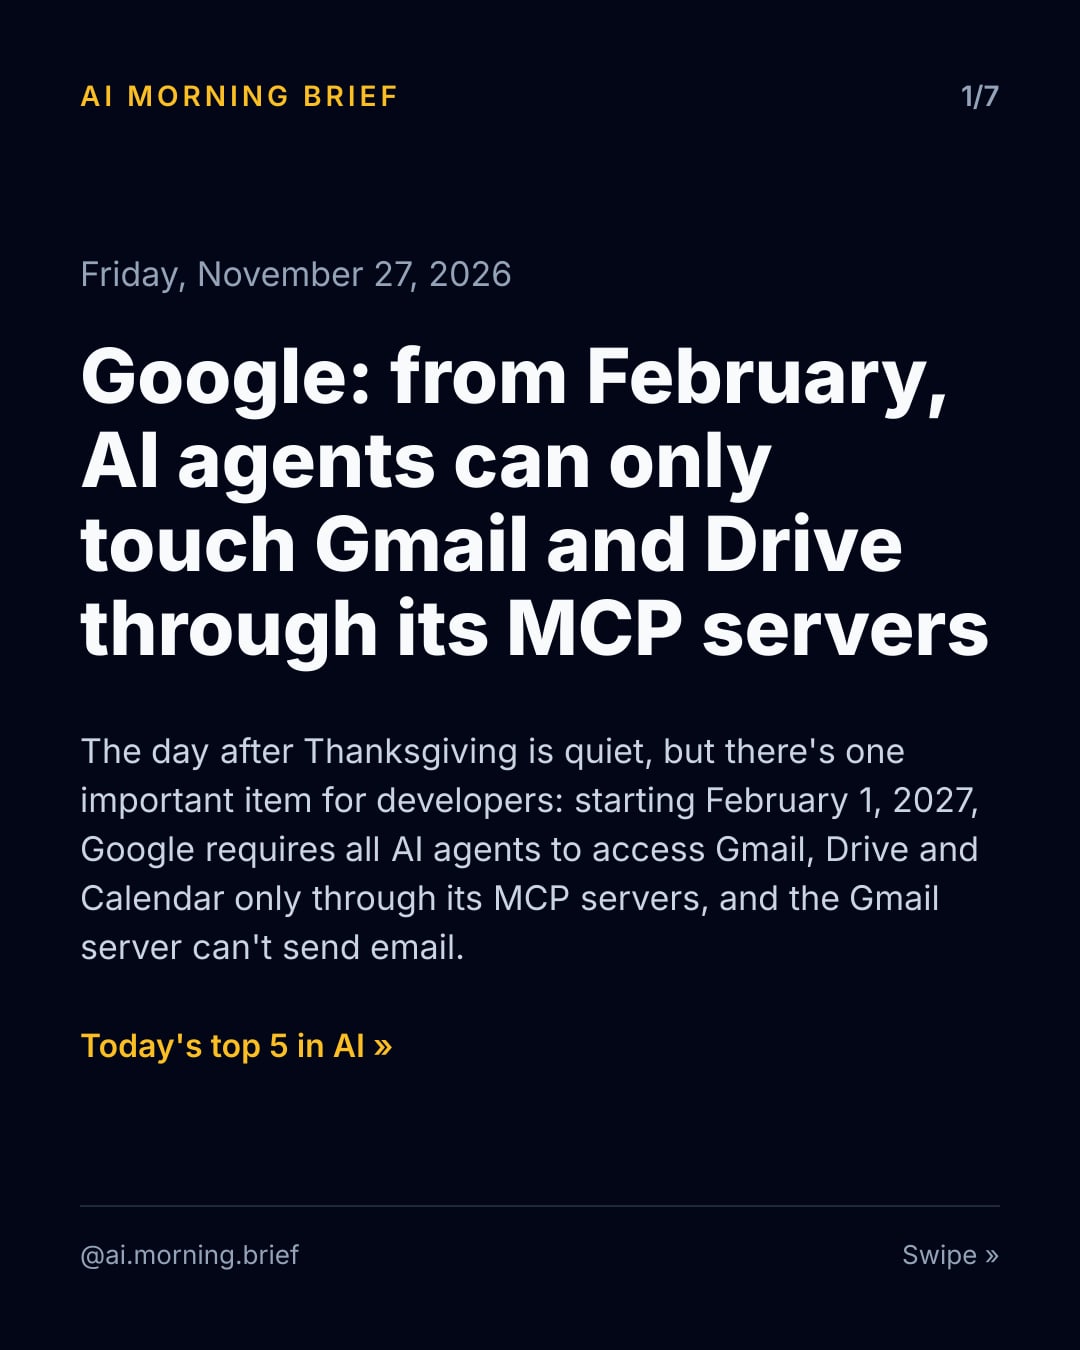 AI MORNING BRIEF
1/7
Friday, November 27, 2026
Google: from February,
AI agents can only
touch Gmail and Drive
through its MCP servers
The day after Thanksgiving is quiet, but there's one
important item for developers: starting February 1, 2027,
Google requires all AI agents to access Gmail, Drive and
Calendar only through its MCP servers, and the Gmail
server can't send email.
Today's top 5 in AI »
@ai.morning.brief
Swipe »